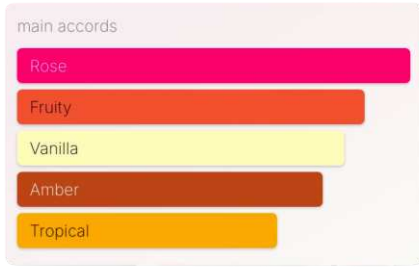 main accords
Rose
Fruity
Vanilla
Amber
Tropical